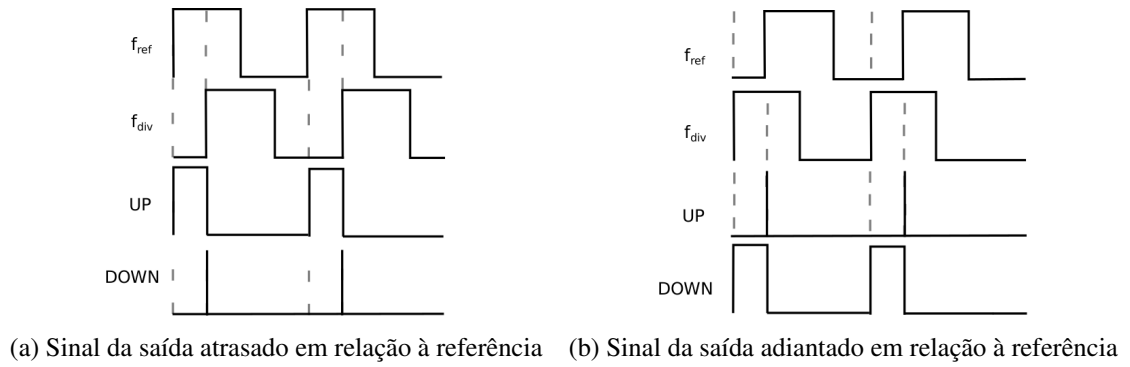 f_ref
f_div
UP
DOWN
(a) Sinal da saída atrasado em relação à referência
f_ref
f_div
UP
DOWN
(b) Sinal da saída adiantado em relação à referência